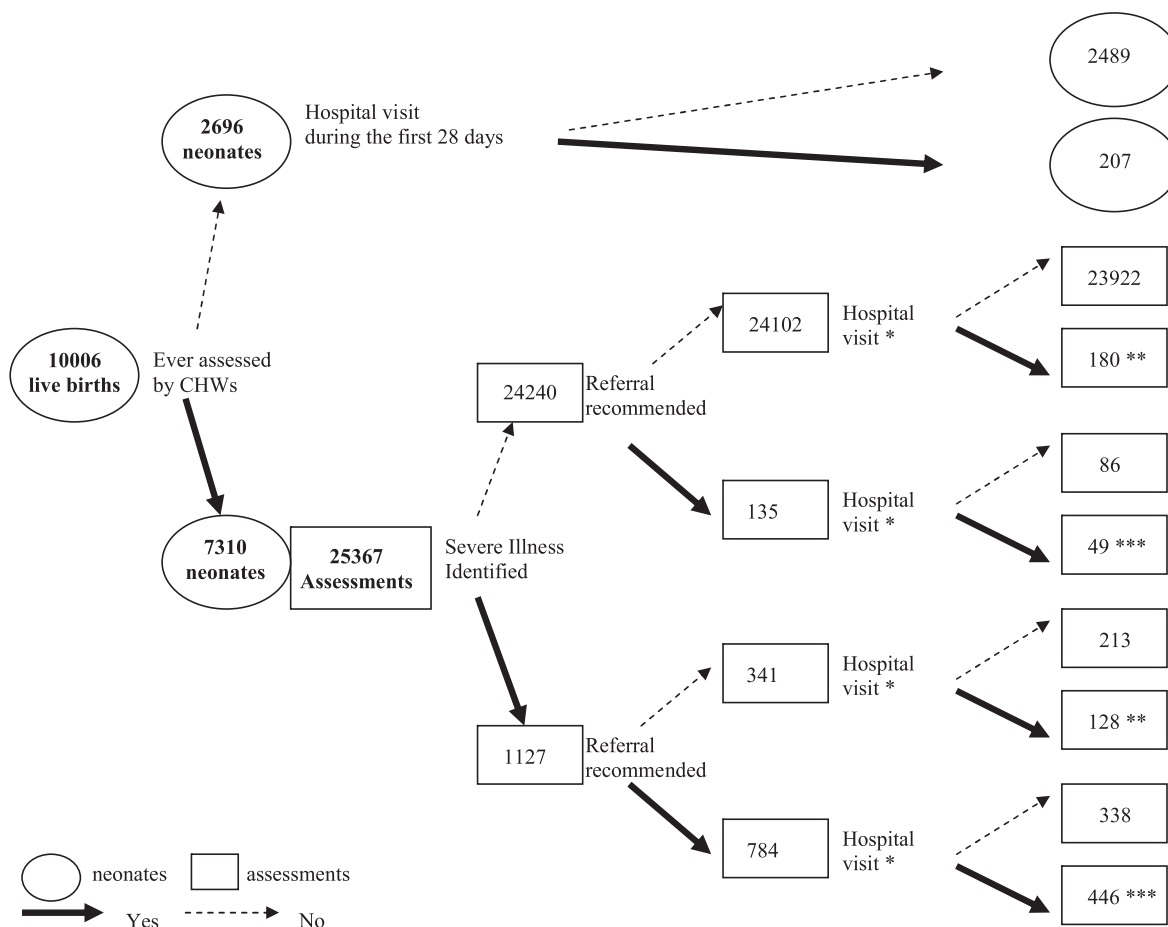 2489
Hospital visit
during the first 28 days
2696
neonates
207
23922
24102
Hospital
visit *
180 **
10006
live births
Ever assessed
by CHWs
24240
Referral
recommended
86
135
Hospital
visit *
49 ***
7310
neonates
25367
Assessments
Severe Illness
Identified
213
341
Hospital
visit *
128 **
1127
Referral
recommended
338
784
Hospital
visit *
446 ***
neonates
assessments
Yes
No